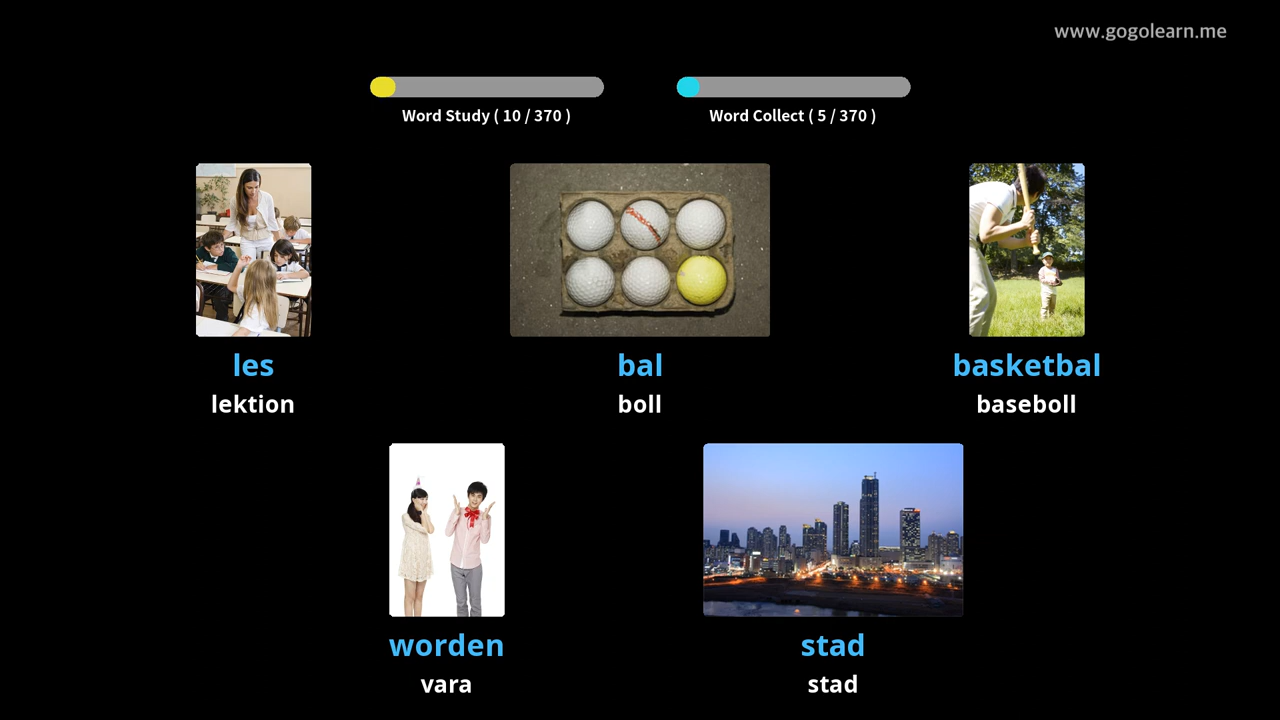 www.gogolearn.me
Word Study ( 10 / 370 )
Word Collect ( 5 / 370 )
les
lektion
bal
boll
basketbal
baseboll
worden
vara
stad
stad